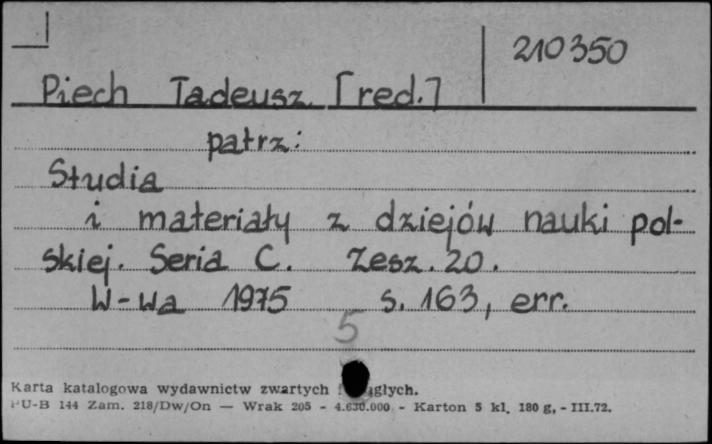 210350
Piech Tadeusz [red.]
patrz:
Studia
i materiały z dziejów nauki pol-
skiej. Seria C. Zesz. 20.
W-wa 1975 s. 163, err.
5
Karta katalogowa wydawnictw zwartych
PU-B 144 Zam. 218/Dw/On — Wrak 205 - 4.630.000 - Karton 5 kl. 180 g, - III.72.